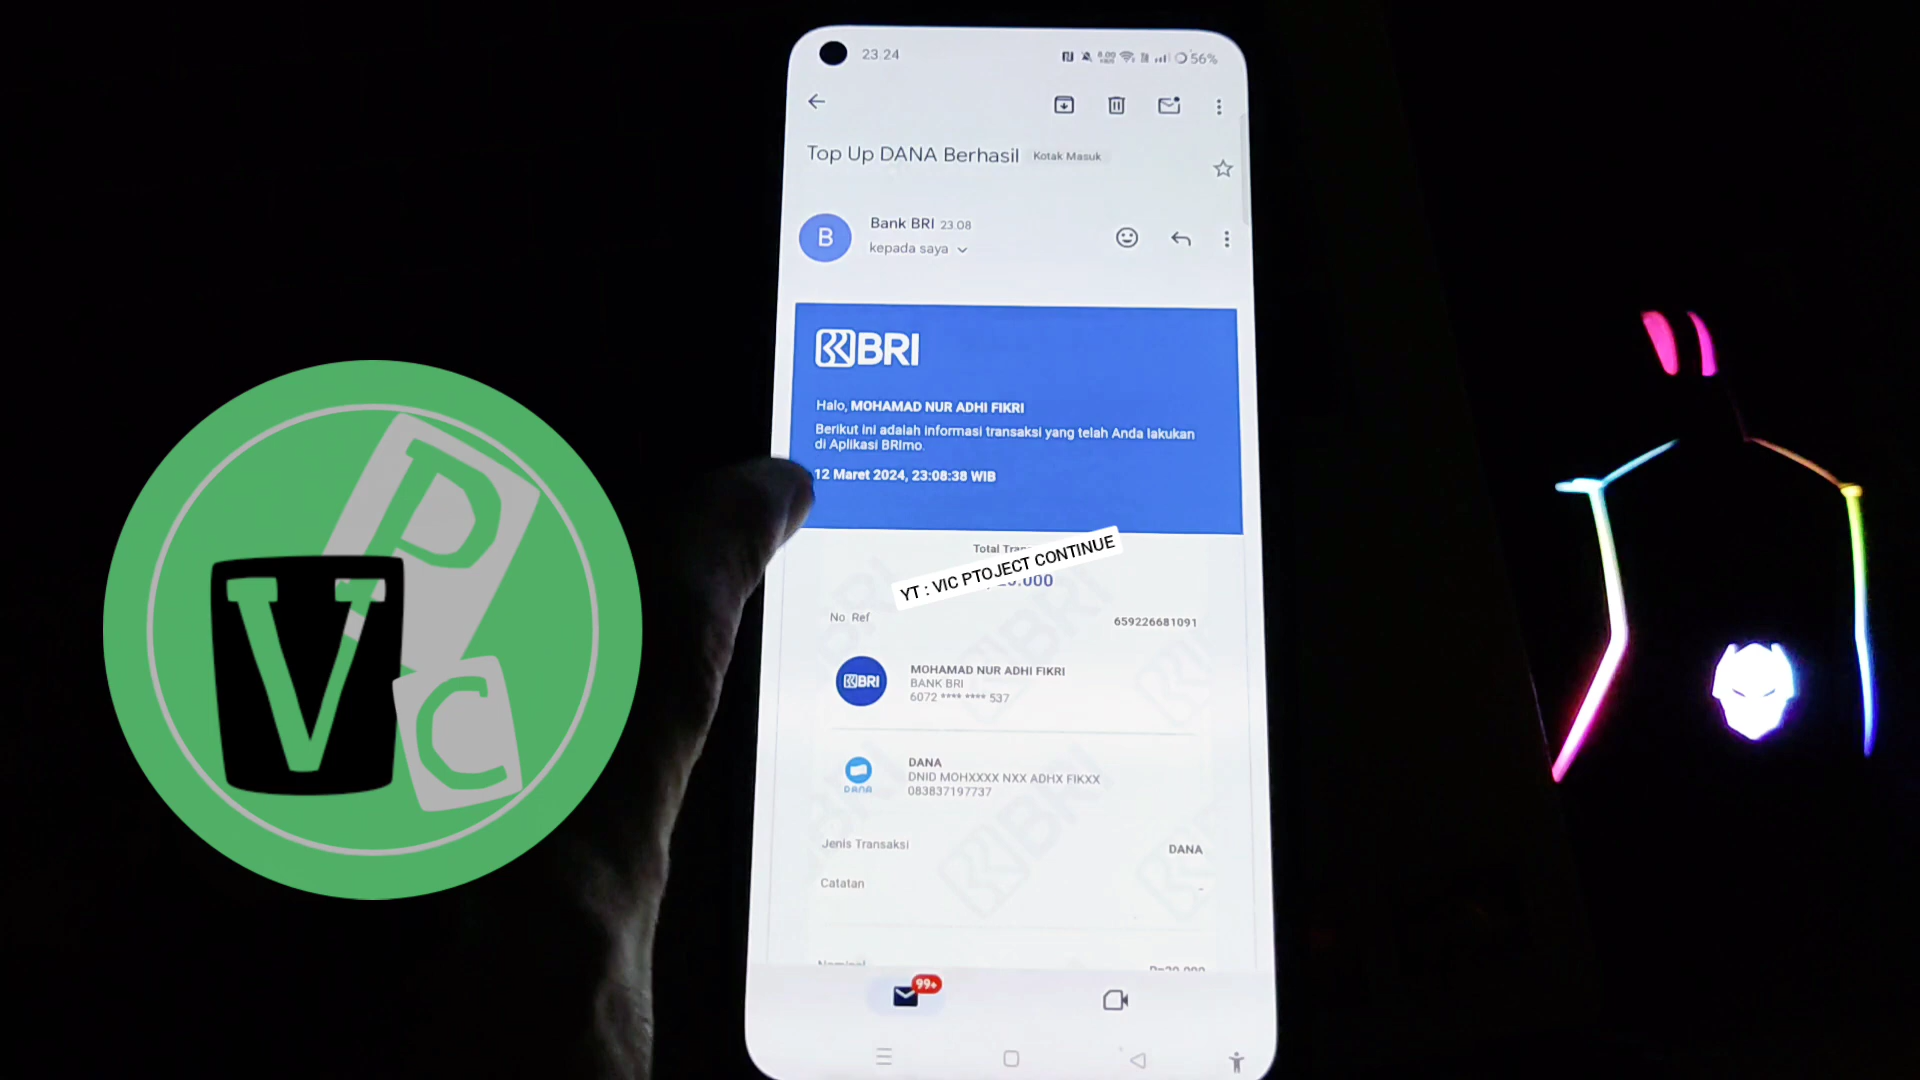 23.24
56%
Top Up DANA Berhasil Kotak Masuk
B
Bank BRI 23.08
kepada saya
BRI
Halo, MOHAMAD NUR ADHI FIKRI
Berikut ini adalah informasi transaksi yang telah Anda lakukan
di Aplikasi BRImo.
12 Maret 2024, 23:08:38 WIB
Total
YT : VIC PTOJECT CONTINUE
No Ref 659226681091
BRI
MOHAMAD NUR ADHI FIKRI
BANK BRI
6072 **** **** 537
DANA
DANA
DNID MOHXXXX NXX ADHX FIKXX
083837197737
Jenis Transaksi DANA
Catatan -
99+
P
V
C